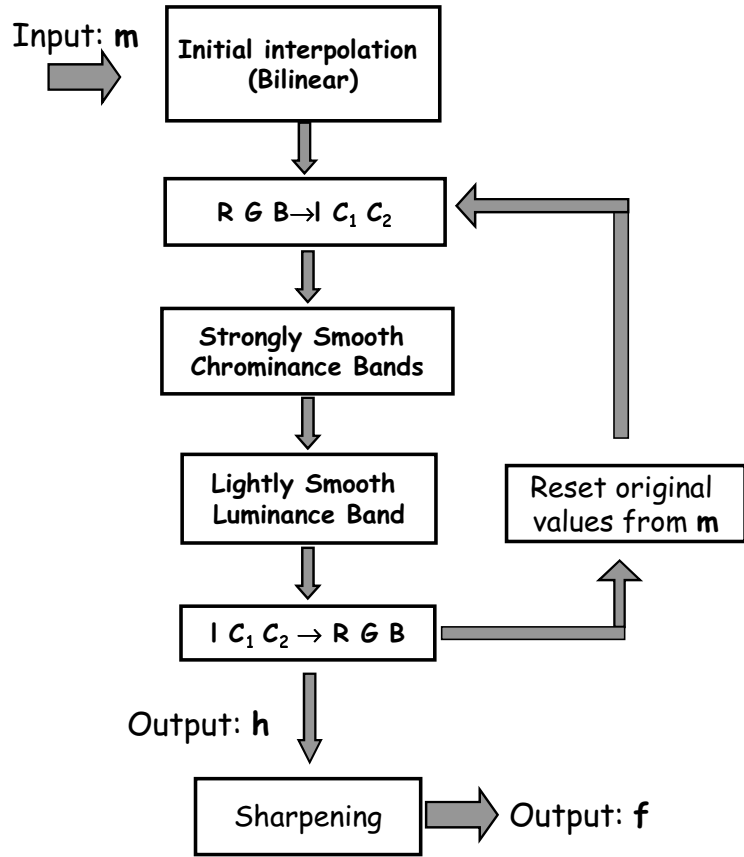 Input: m
Initial interpolation
(Bilinear)
R G B→l C₁ C₂
Strongly Smooth
Chrominance Bands
Lightly Smooth
Luminance Band
Reset original
values from m
l C₁ C₂ → R G B
Output: h
Sharpening
Output: f